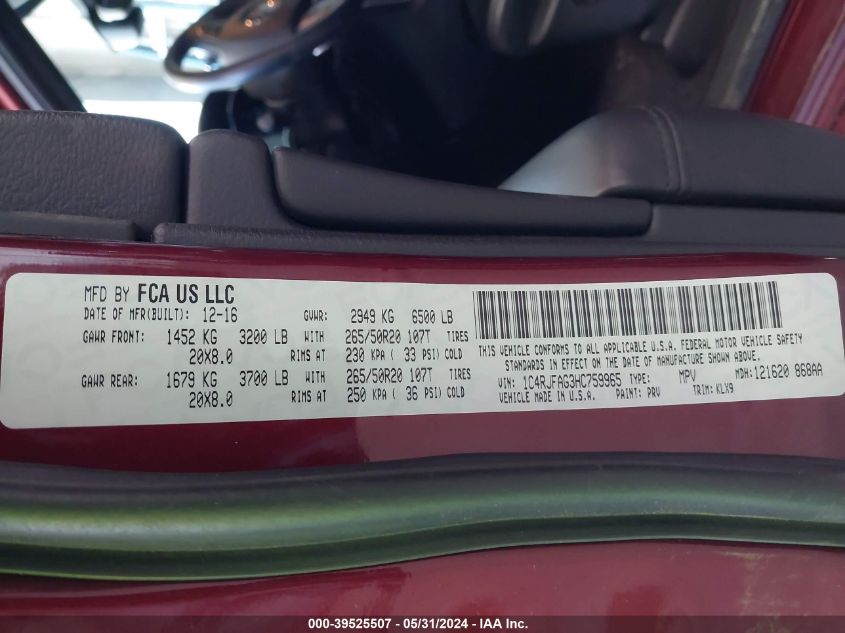 MFD BY FCA US LLC
DATE OF MFR(BUILT): 12-16 GVWR: 2949 KG 6500 LB
GAWR FRONT: 1452 KG 3200 LB WITH 265/50R20 107T TIRES
20X8.0 RIMS AT 230 KPA ( 33 PSI) COLD
GAWR REAR: 1679 KG 3700 LB WITH 265/50R20 107T TIRES
20X8.0 RIMS AT 250 KPA ( 36 PSI) COLD
THIS VEHICLE CONFORMS TO ALL APPLICABLE U.S.A. FEDERAL MOTOR VEHICLE SAFETY
STANDARDS IN EFFECT ON THE DATE OF MANUFACTURE SHOWN ABOVE.
VIN: 1C4RJFAG3HC759965 TYPE: MPV MDH: 121620 868AA
VEHICLE MADE IN U.S.A. PAINT: PRV TRIM: KLX9
000-39525507 - 05/31/2024 - IAAI Inc.